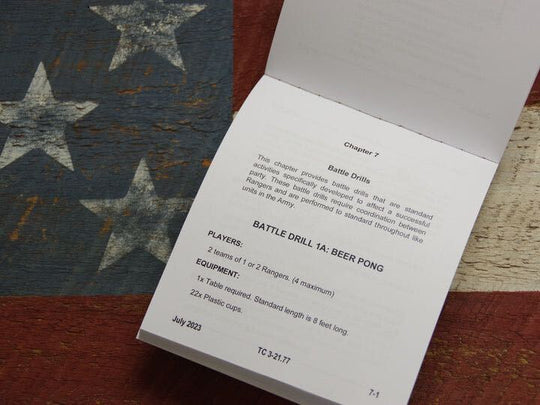 Chapter 7
Battle Drills
This chapter provides battle drills that are standard
activities specifically developed to affect a successful
party. These battle drills require coordination between
Rangers and are performed to standard throughout like
units in the Army.
BATTLE DRILL 1A: BEER PONG
PLAYERS:
2 teams of 1 or 2 Rangers. (4 maximum)
EQUIPMENT:
1x Table required. Standard length is 8 feet long.
22x Plastic cups.
July 2023
TC 3-21.77
7-1